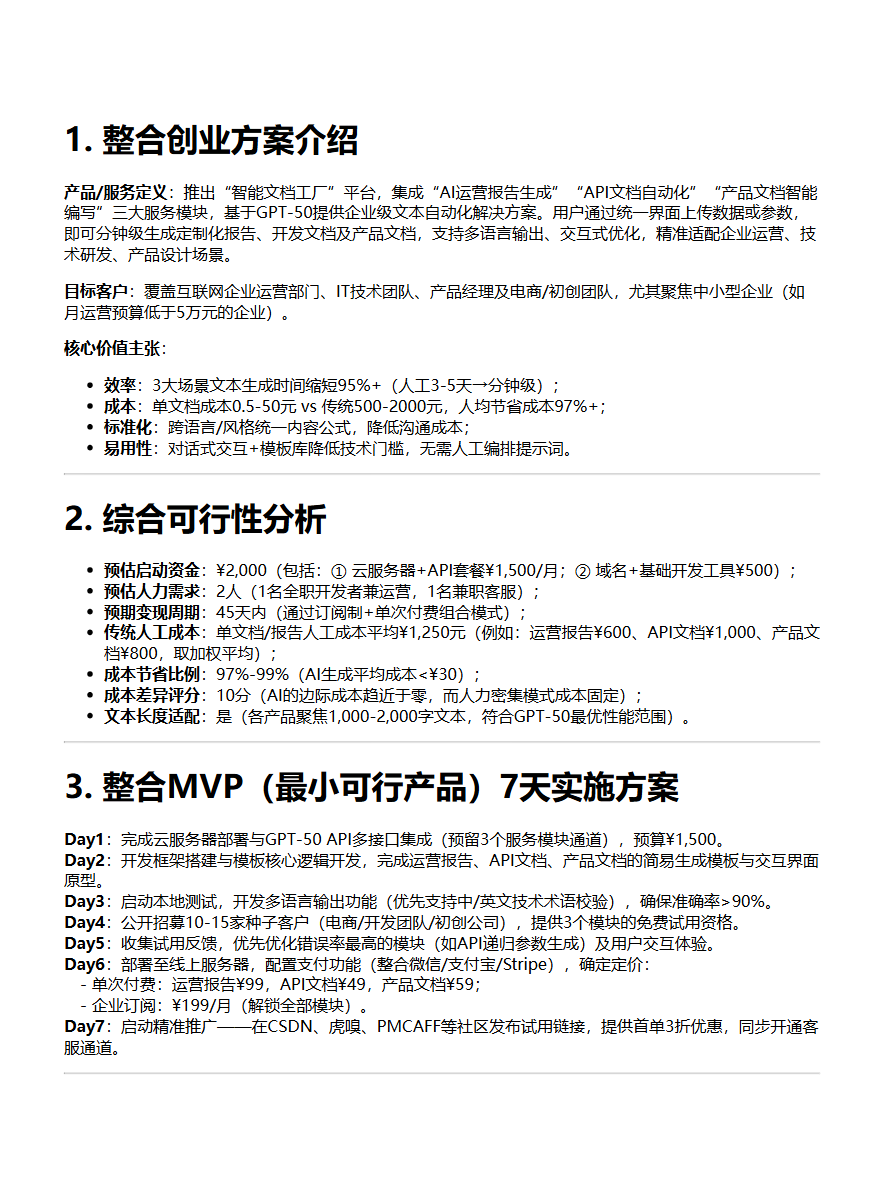 1. 整合创业方案介绍
产品/服务定义：推出“智能文档工厂”平台，集成“AI运营报告生成”“API文档自动化”“产品文档智能
编写”三大服务模块，基于GPT-50提供企业级文本自动化解决方案。用户通过统一界面上传数据或参数，
即可分钟级生成定制化报告、开发文档及产品文档，支持多语言输出、交互式优化，精准适配企业运营、技
术研发、产品设计场景。
目标客户：覆盖互联网企业运营部门、IT技术团队、产品经理及电商/初创团队，尤其聚焦中小型企业（如
月运营预算低于5万元的企业）。
核心价值主张：
• 效率：3大场景文本生成时间缩短95%+（人工3-5天→分钟级）；
• 成本：单文档成本0.5-50元 vs 传统500-2000元，人均节省成本97%+；
• 标准化：跨语言/风格统一内容公式，降低沟通成本；
• 易用性：对话式交互+模板库降低技术门槛，无需人工编排提示词。
2. 综合可行性分析
• 预估启动资金：¥2,000（包括：① 云服务器+API套餐¥1,500/月；② 域名+基础开发工具¥500）；
• 预估人力需求：2人（1名全职开发者兼运营，1名兼职客服）；
• 预期变现周期：45天内（通过订阅制+单次付费组合模式）；
• 传统人工成本：单文档/报告人工成本平均¥1,250元（例如：运营报告¥600、API文档¥1,000、产品文
档¥800，取加权平均）；
• 成本节省比例：97%-99%（AI生成平均成本<¥30）；
• 成本差异评分：10分（AI的边际成本趋近于零，而人力密集模式成本固定）；
• 文本长度适配：是（各产品聚焦1,000-2,000字文本，符合GPT-50最优性能范围）。
3. 整合MVP（最小可行产品）7天实施方案
Day1：完成云服务器部署与GPT-50 API多接口集成（预留3个服务模块通道），预算¥1,500。
Day2：开发框架搭建与模板核心逻辑开发，完成运营报告、API文档、产品文档的简易生成模板与交互界面
原型。
Day3：启动本地测试，开发多语言输出功能（优先支持中/英文技术术语校验），确保准确率>90%。
Day4：公开招募10-15家种子客户（电商/开发团队/初创公司），提供3个模块的免费试用资格。
Day5：收集试用反馈，优先优化错误率最高的模块（如API递归参数生成）及用户交互体验。
Day6：部署至线上服务器，配置支付功能（整合微信/支付宝/Stripe），确定定价：
- 单次付费：运营报告¥99，API文档¥49，产品文档¥59；
- 企业订阅：¥199/月（解锁全部模块）。
Day7：启动精准推广——在CSDN、虎嗅、PMCAFF等社区发布试用链接，提供首单3折优惠，同步开通客
服通道。